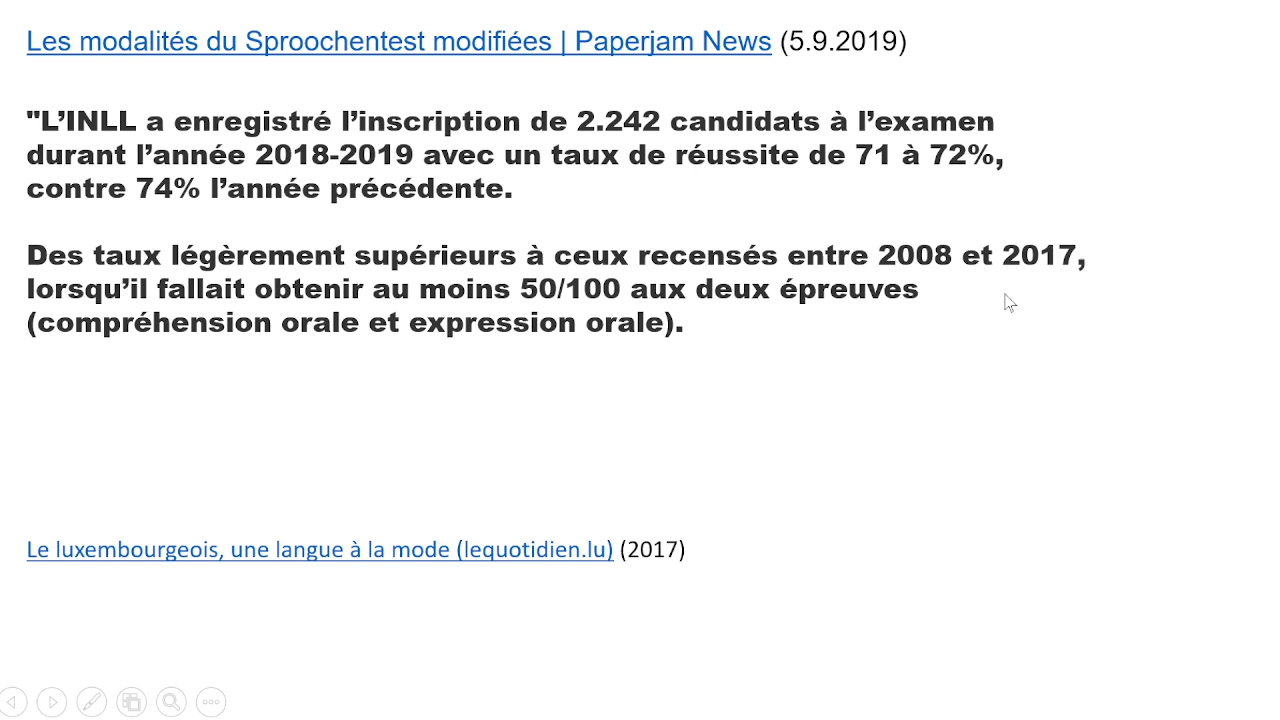 Les modalités du Sproochentest modifiées | Paperjam News (5.9.2019)
"L’INLL a enregistré l’inscription de 2.242 candidats à l’examen
durant l’année 2018-2019 avec un taux de réussite de 71 à 72%,
contre 74% l’année précédente.
Des taux légèrement supérieurs à ceux recensés entre 2008 et 2017,
lorsqu’il fallait obtenir au moins 50/100 aux deux épreuves
(compréhension orale et expression orale).
Le luxembourgeois, une langue à la mode (lequotidien.lu) (2017)